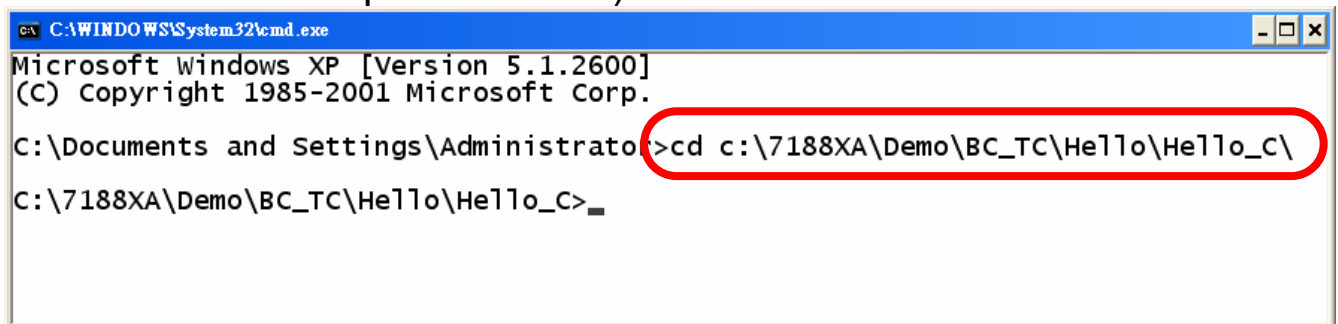 C:\WINDOWS\System32\cmd.exe
Microsoft Windows XP [Version 5.1.2600]
(C) Copyright 1985-2001 Microsoft Corp.
C:\Documents and Settings\Administrator>cd c:\7188XA\Demo\BC_TC\Hello\Hello_C\
C:\7188XA\Demo\BC_TC\Hello\Hello_C>_